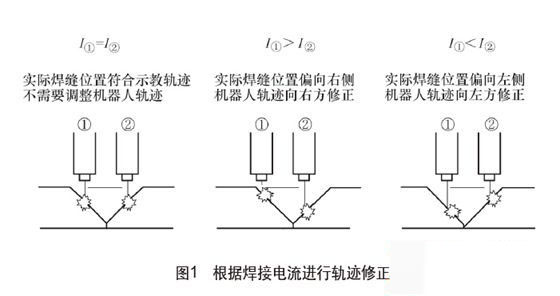 I①=I②
实际焊缝位置符合示教轨迹
不需要调整机器人轨迹
① ②
I①>I②
实际焊缝位置偏向右侧
机器人轨迹向右方修正
① ②
I①<I②
实际焊缝位置偏向左侧
机器人轨迹向左方修正
① ②
图1 根据焊接电流进行轨迹修正